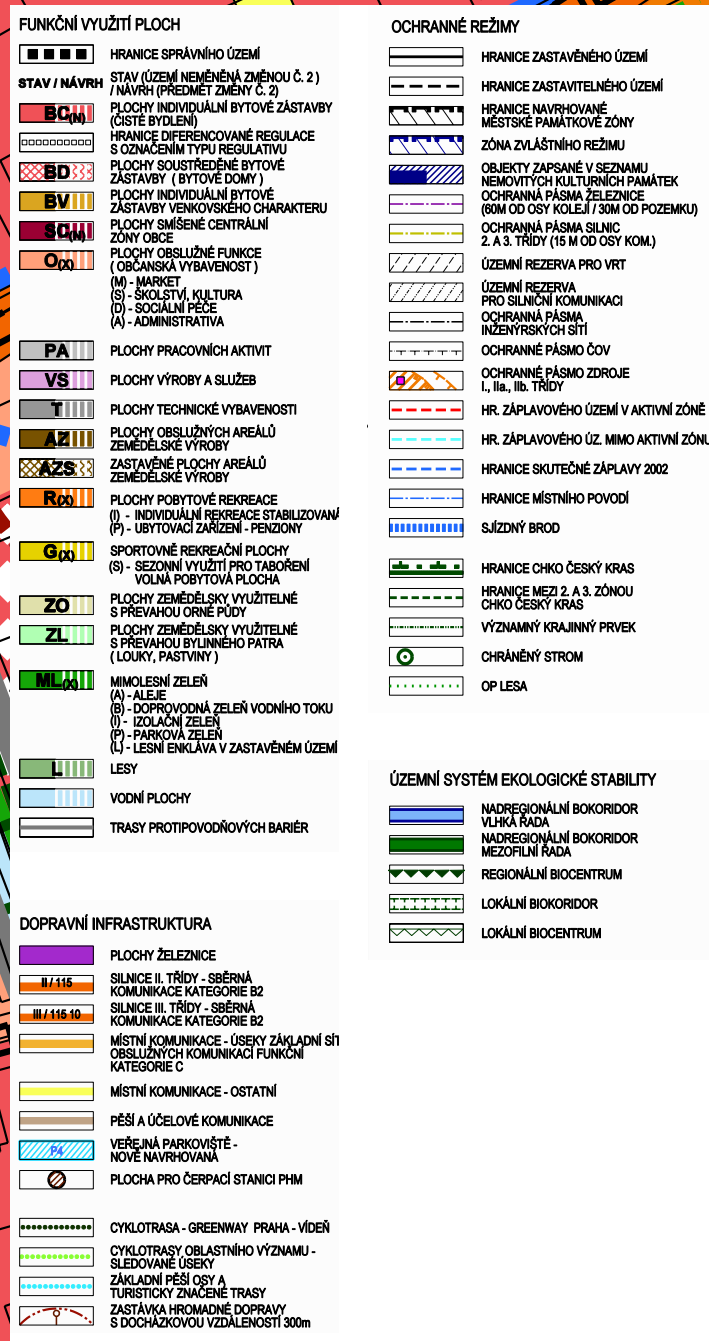 FUNKČNÍ VYUŽITÍ PLOCH
HRANICE SPRÁVNÍHO ÚZEMÍ
STAV / NÁVRH
STAV (ÚZEMÍ NEMĚNĚNÁ ZMĚNOU Č. 2 )
/ NÁVRH (PŘEDMĚT ZMĚNY Č. 2)
BC(N)
PLOCHY INDIVIDUÁLNÍ BYTOVÉ ZÁSTAVBY
(ČISTÉ BYDLENÍ)
HRANICE DIFERENCOVANÉ REGULACE
S OZNAČENÍM TYPU REGULATIVU
BD
PLOCHY SOUSTŘEDĚNÉ BYTOVÉ
ZÁSTAVBY ( BYTOVÉ DOMY )
BV
PLOCHY INDIVIDUÁLNÍ BYTOVÉ
ZÁSTAVBY VENKOVSKÉHO CHARAKTERU
SC(N)
PLOCHY SMÍŠENÉ CENTRÁLNÍ
ZÓNY OBCE
O(X)
PLOCHY OBSLUŽNÉ FUNKCE
( OBČANSKÁ VYBAVENOST )
(M) - MARKET
(S) - ŠKOLSTVÍ, KULTURA
(D) - SOCIÁLNÍ PÉČE
(A) - ADMINISTRATIVA
PA
PLOCHY PRACOVNÍCH AKTIVIT
VS
PLOCHY VÝROBY A SLUŽEB
T
PLOCHY TECHNICKÉ VYBAVENOSTI
AZ
PLOCHY OBSLUŽNÝCH AREÁLŮ
ZEMĚDĚLSKÉ VÝROBY
AZS
ZASTAVĚNÉ PLOCHY AREÁLŮ
ZEMĚDĚLSKÉ VÝROBY
R(X)
PLOCHY POBYTOVÉ REKREACE
(I) - INDIVIDUÁLNÍ REKREACE STABILIZOVANÁ
(P) - UBYTOVACÍ ZAŘÍZENÍ - PENZIONY
G(X)
SPORTOVNĚ REKREAČNÍ PLOCHY
(S) - SEZONNÍ VYUŽITÍ PRO TABOŘENÍ
VOLNÁ POBYTOVÁ PLOCHA
ZO
PLOCHY ZEMĚDĚLSKY VYUŽITELNÉ
S PŘEVAHOU ORNÉ PŮDY
ZL
PLOCHY ZEMĚDĚLSKY VYUŽITELNÉ
S PŘEVAHOU BYLINNÉHO PATRA
( LOUKY, PASTVINY )
ML(X)
MIMOLESNÍ ZELEŇ
(A) - ALEJE
(B) - DOPROVODNÁ ZELEŇ VODNÍHO TOKU
(I) - IZOLAČNÍ ZELEŇ
(P) - PARKOVÁ ZELEŇ
(L) - LESNÍ ENKLÁVA V ZASTAVĚNÉM ÚZEMÍ
L
LESY
VODNÍ PLOCHY
TRASY PROTIPOVODŇOVÝCH BARIÉR
DOPRAVNÍ INFRASTRUKTURA
PLOCHY ŽELEZNICE
II / 115
SILNICE II. TŘÍDY - SBĚRNÁ
KOMUNIKACE KATEGORIE B2
III / 115 10
SILNICE III. TŘÍDY - SBĚRNÁ
KOMUNIKACE KATEGORIE B2
MÍSTNÍ KOMUNIKACE - ÚSEKY ZÁKLADNÍ SÍT
OBSLUŽNÝCH KOMUNIKACÍ FUNKČNÍ
KATEGORIE C
MÍSTNÍ KOMUNIKACE - OSTATNÍ
PĚŠÍ A ÚČELOVÉ KOMUNIKACE
P4
VEŘEJNÁ PARKOVIŠTĚ -
NOVĚ NAVRHOVANÁ
PLOCHA PRO ČERPACÍ STANICI PHM
CYKLOTRASA - GREENWAY PRAHA - VÍDEŇ
CYKLOTRASY OBLASTNÍHO VÝZNAMU -
SLEDOVANÉ ÚSEKY
ZÁKLADNÍ PĚŠÍ OSY A
TURISTICKY ZNAČENÉ TRASY
ZASTÁVKA HROMADNÉ DOPRAVY
S DOCHÁZKOVOU VZDÁLENOSTÍ 300m
OCHRANNÉ REŽIMY
HRANICE ZASTAVĚNÉHO ÚZEMÍ
HRANICE ZASTAVITELNÉHO ÚZEMÍ
HRANICE NAVRHOVANÉ
MĚSTSKÉ PAMÁTKOVÉ ZÓNY
ZÓNA ZVLÁŠTNÍHO REŽIMU
OBJEKTY ZAPSANÉ V SEZNAMU
NEMOVITÝCH KULTURNÍCH PAMÁTEK
OCHRANNÁ PÁSMA ŽELEZNICE
(60M OD OSY KOLEJÍ / 30M OD POZEMKU)
OCHRANNÁ PÁSMA SILNIC
2. A 3. TŘÍDY (15 M OD OSY KOM.)
ÚZEMNÍ REZERVA PRO VRT
ÚZEMNÍ REZERVA
PRO SILNIČNÍ KOMUNIKACI
OCHRANNÁ PÁSMA
INŽENÝRSKÝCH SÍTÍ
OCHRANNÉ PÁSMO ČOV
OCHRANNÉ PÁSMO ZDROJE
I., IIa., IIb. TŘÍDY
HR. ZÁPLAVOVÉHO ÚZEMÍ V AKTIVNÍ ZÓNĚ
HR. ZÁPLAVOVÉHO ÚZ. MIMO AKTIVNÍ ZÓNU
HRANICE SKUTEČNÉ ZÁPLAVY 2002
HRANICE MÍSTNÍHO POVODÍ
SJÍZDNÝ BROD
HRANICE CHKO ČESKÝ KRAS
HRANICE MEZI 2. A 3. ZÓNOU
CHKO ČESKÝ KRAS
VÝZNAMNÝ KRAJINNÝ PRVEK
CHRÁNĚNÝ STROM
OP LESA
ÚZEMNÍ SYSTÉM EKOLOGICKÉ STABILITY
NADREGIONÁLNÍ BOKORIDOR
VLHKÁ ŘADA
NADREGIONÁLNÍ BOKORIDOR
MEZOFILNÍ ŘADA
REGIONÁLNÍ BIOCENTRUM
LOKÁLNÍ BIOKORIDOR
LOKÁLNÍ BIOCENTRUM